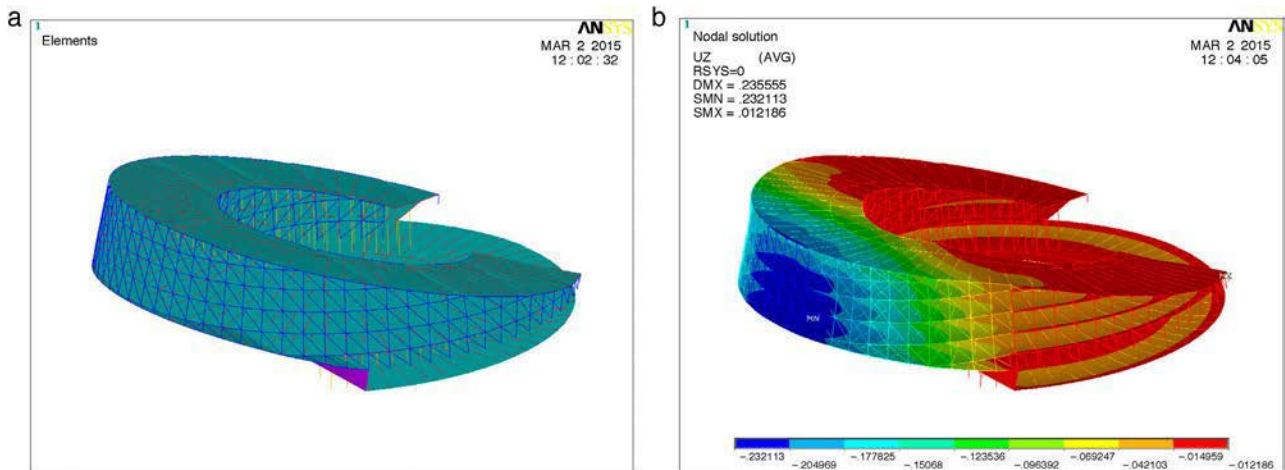 a
1
ANSYS
Elements
MAR 2 2015
12 : 02 : 32
b
1
ANSYS
Nodal solution
MAR 2 2015
UZ (AVG)
12 : 04 : 05
RSYS=0
DMX = .235555
SMN = .232113
SMX = .012186
MN
−.232113 −.177825 −.123536 −.069247 −.014959
−.204969 −.15068 −.096392 −.042103 −.012186